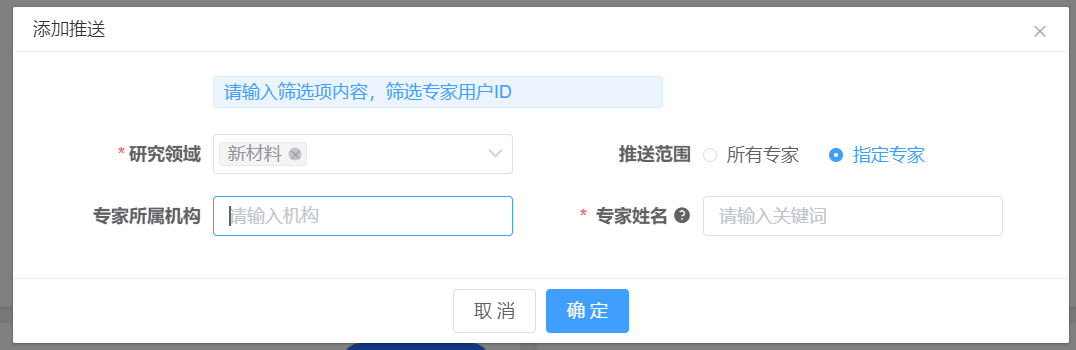 添加推送
请输入筛选项内容，筛选专家用户ID
* 研究领域 新材料 推送范围 所有专家 指定专家
专家所属机构 请输入机构 * 专家姓名 ? 请输入关键词
取 消 确 定